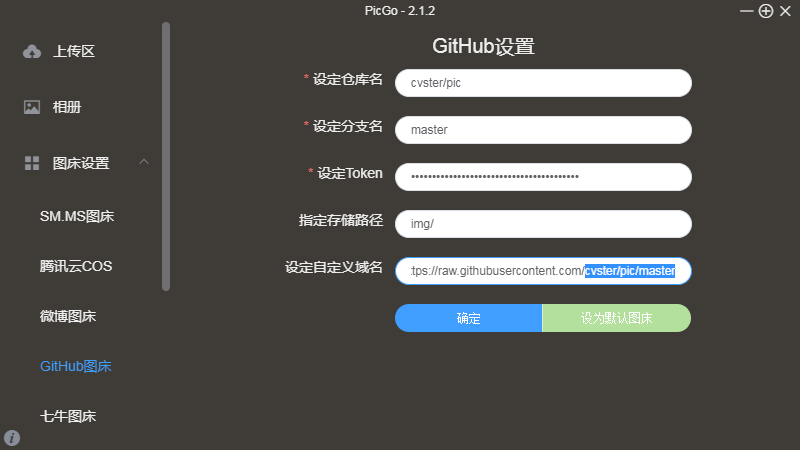 PicGo - 2.1.2
上传区
相册
图床设置
SM.MS图床
腾讯云COS
微博图床
GitHub图床
七牛图床
GitHub设置
* 设定仓库名
cvster/pic
* 设定分支名
master
* 设定Token
••••••••••••••••••••••••••••••••••••••••
指定存储路径
img/
设定自定义域名
tps://raw.githubusercontent.com/cvster/pic/master
确定
设为默认图床